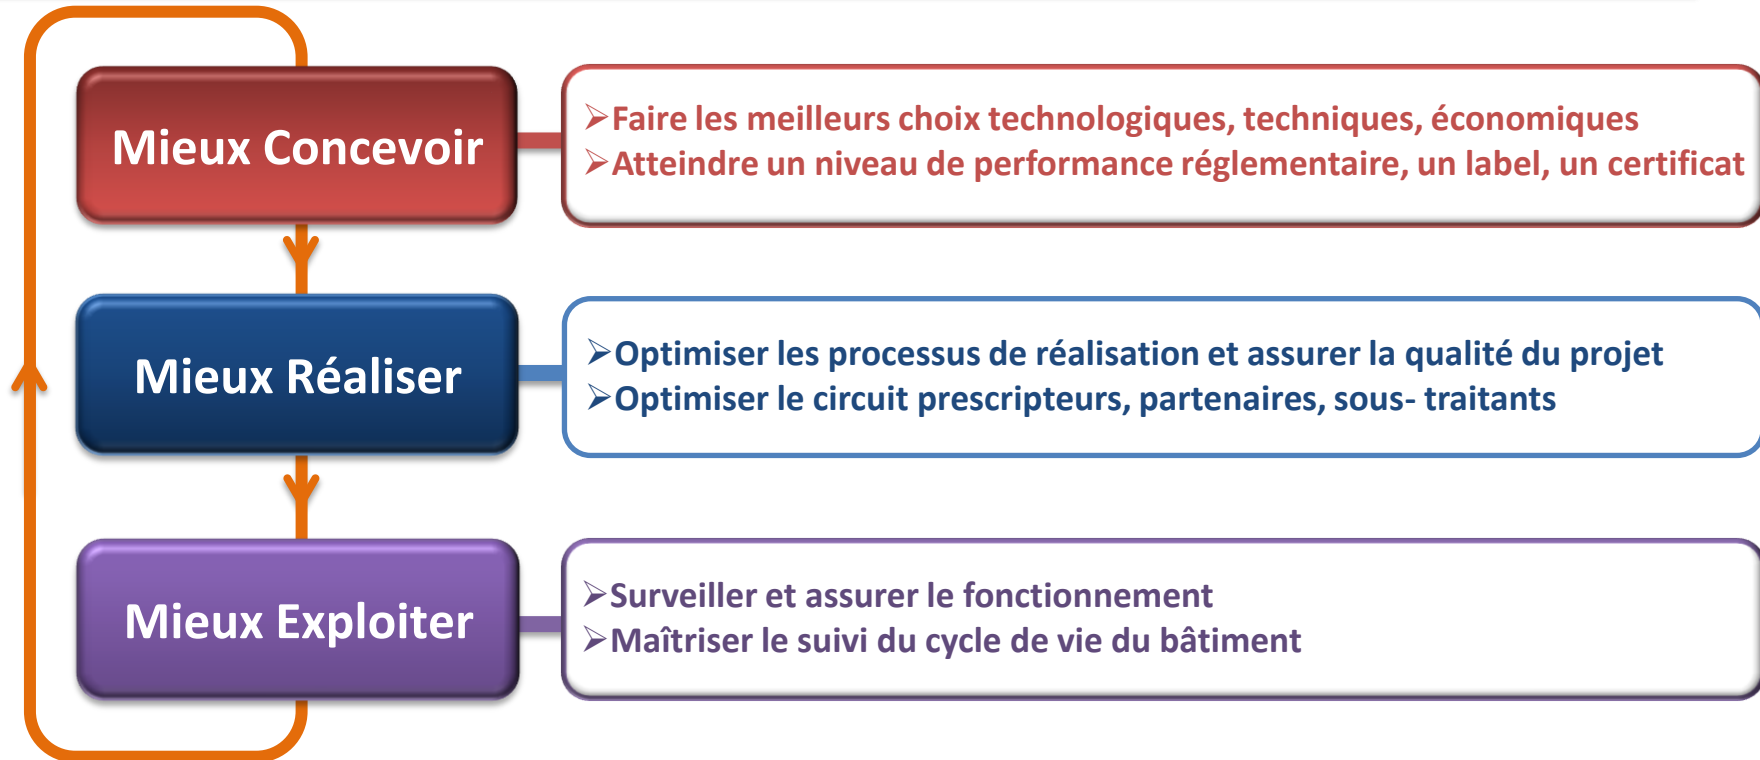 Mieux Concevoir
➢Faire les meilleurs choix technologiques, techniques, économiques
➢Atteindre un niveau de performance réglementaire, un label, un certificat
Mieux Réaliser
➢Optimiser les processus de réalisation et assurer la qualité du projet
➢Optimiser le circuit prescripteurs, partenaires, sous- traitants
Mieux Exploiter
➢Surveiller et assurer le fonctionnement
➢Maîtriser le suivi du cycle de vie du bâtiment